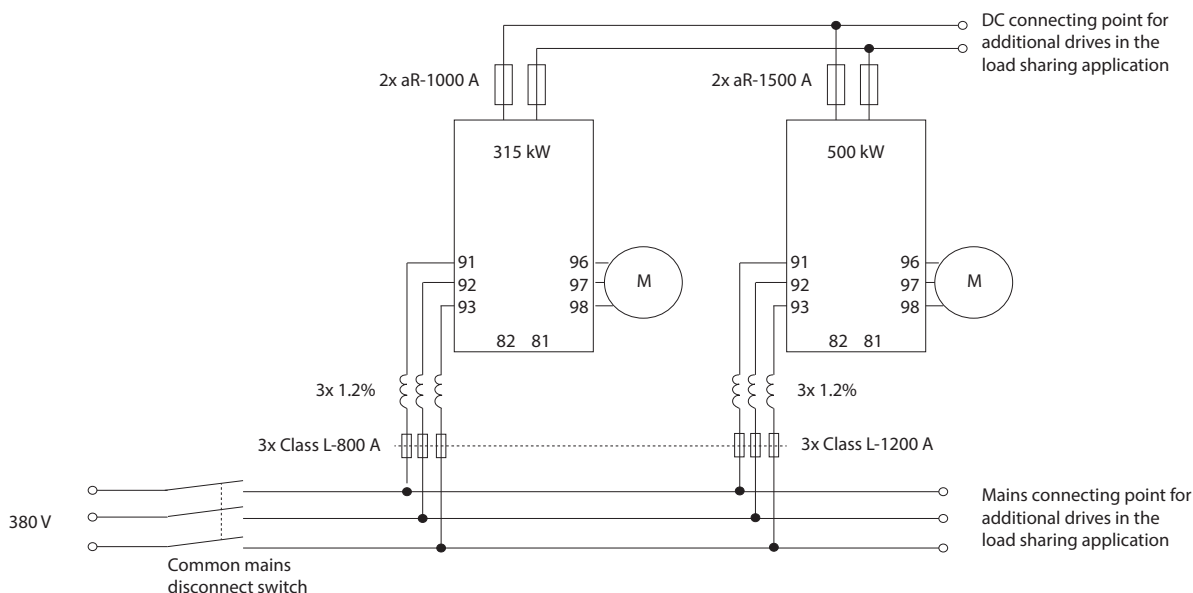 DC connecting point for
additional drives in the
load sharing application
2x aR-1000 A
2x aR-1500 A
315 kW
500 kW
91
92
93
96
97
98
M
82 81
91
92
93
96
97
98
M
82 81
3x 1.2%
3x 1.2%
3x Class L-800 A
3x Class L-1200 A
380 V
Mains connecting point for
additional drives in the
load sharing application
Common mains
disconnect switch